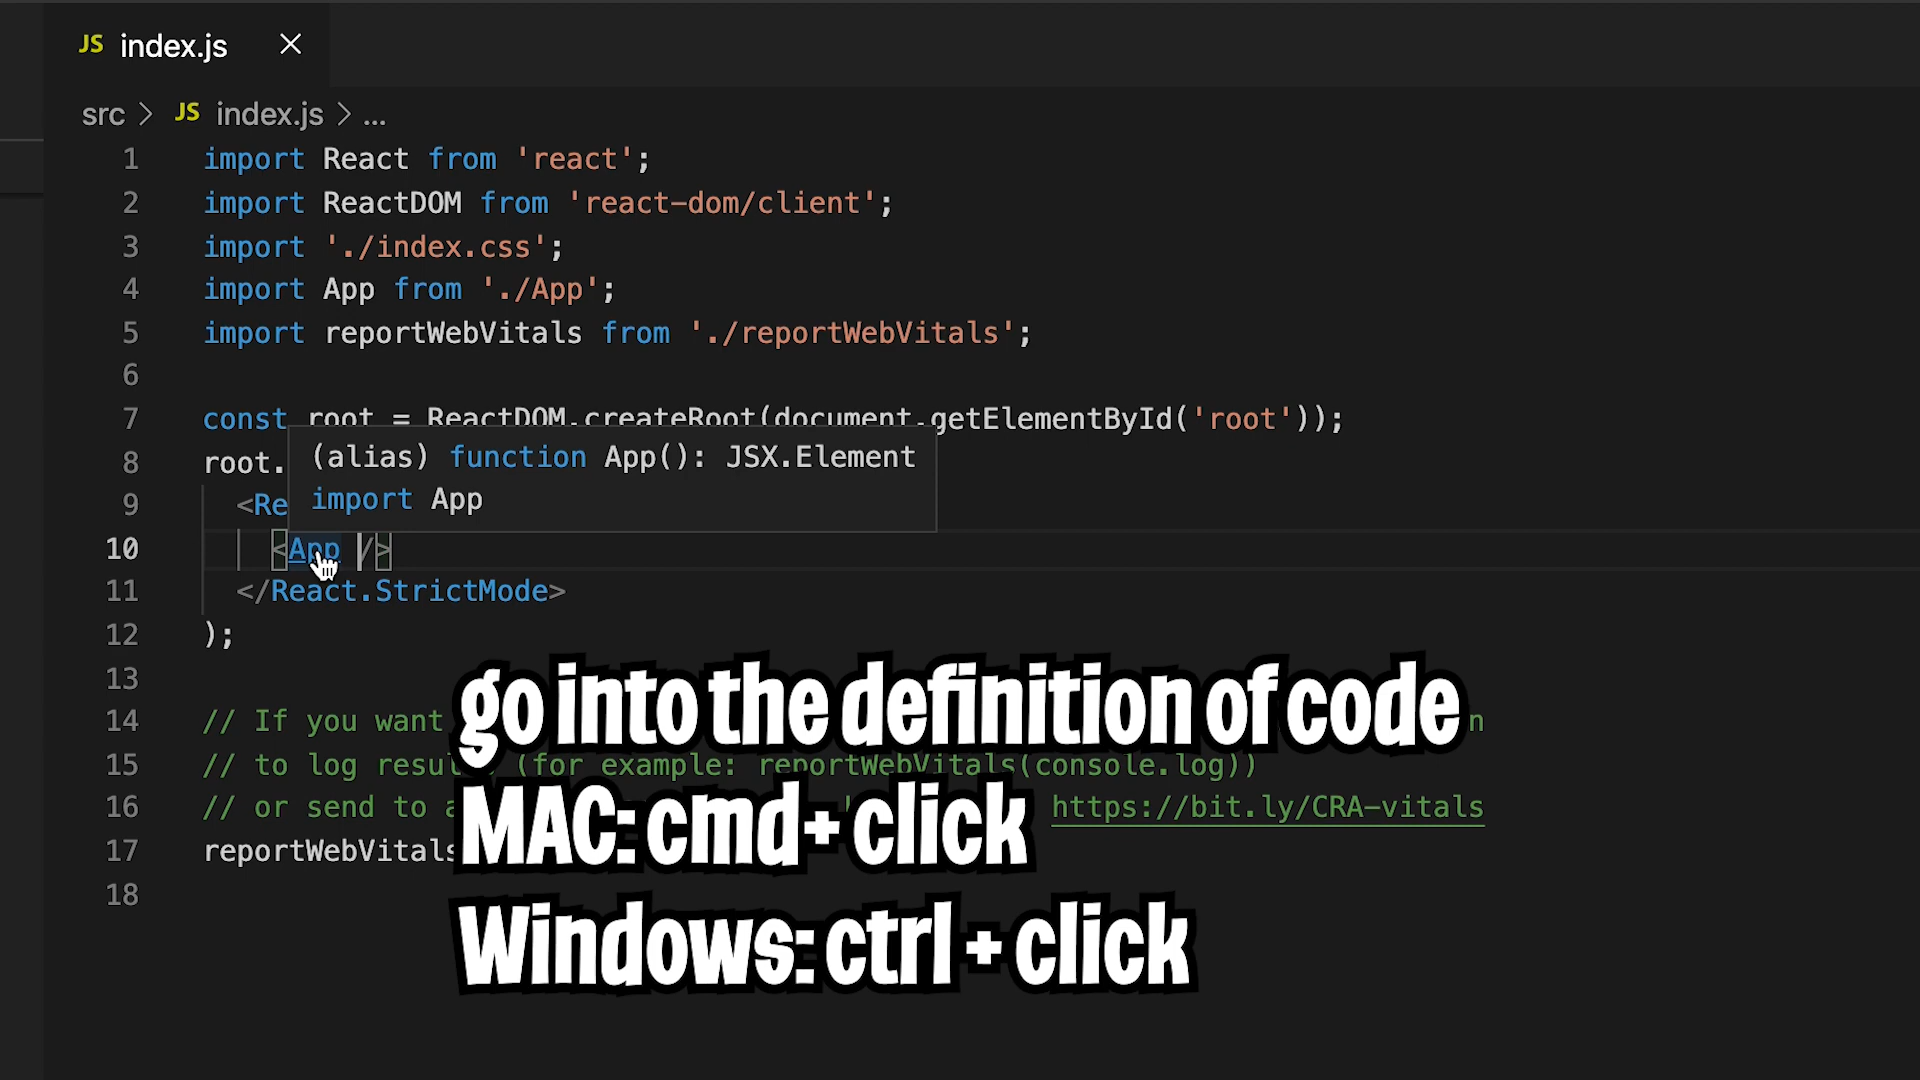 JS index.js
src > JS index.js > ...
1 import React from 'react';
2 import ReactDOM from 'react-dom/client';
3 import './index.css';
4 import App from './App';
5 import reportWebVitals from './reportWebVitals';
6
7 const root = ReactDOM.createRoot(document.getElementById('root'));
8 root.
(alias) function App(): JSX.Element
import App
9 <Re
10 <App />
11 </React.StrictMode>
12 );
13
14 // If you want
15 // to log (for example: reportWebVitals(console.log))
16 // or send to https://bit.ly/CRA-vitals
17 reportWebVitals
18
go into the definition of code
MAC: cmd+ click
Windows: ctrl + click